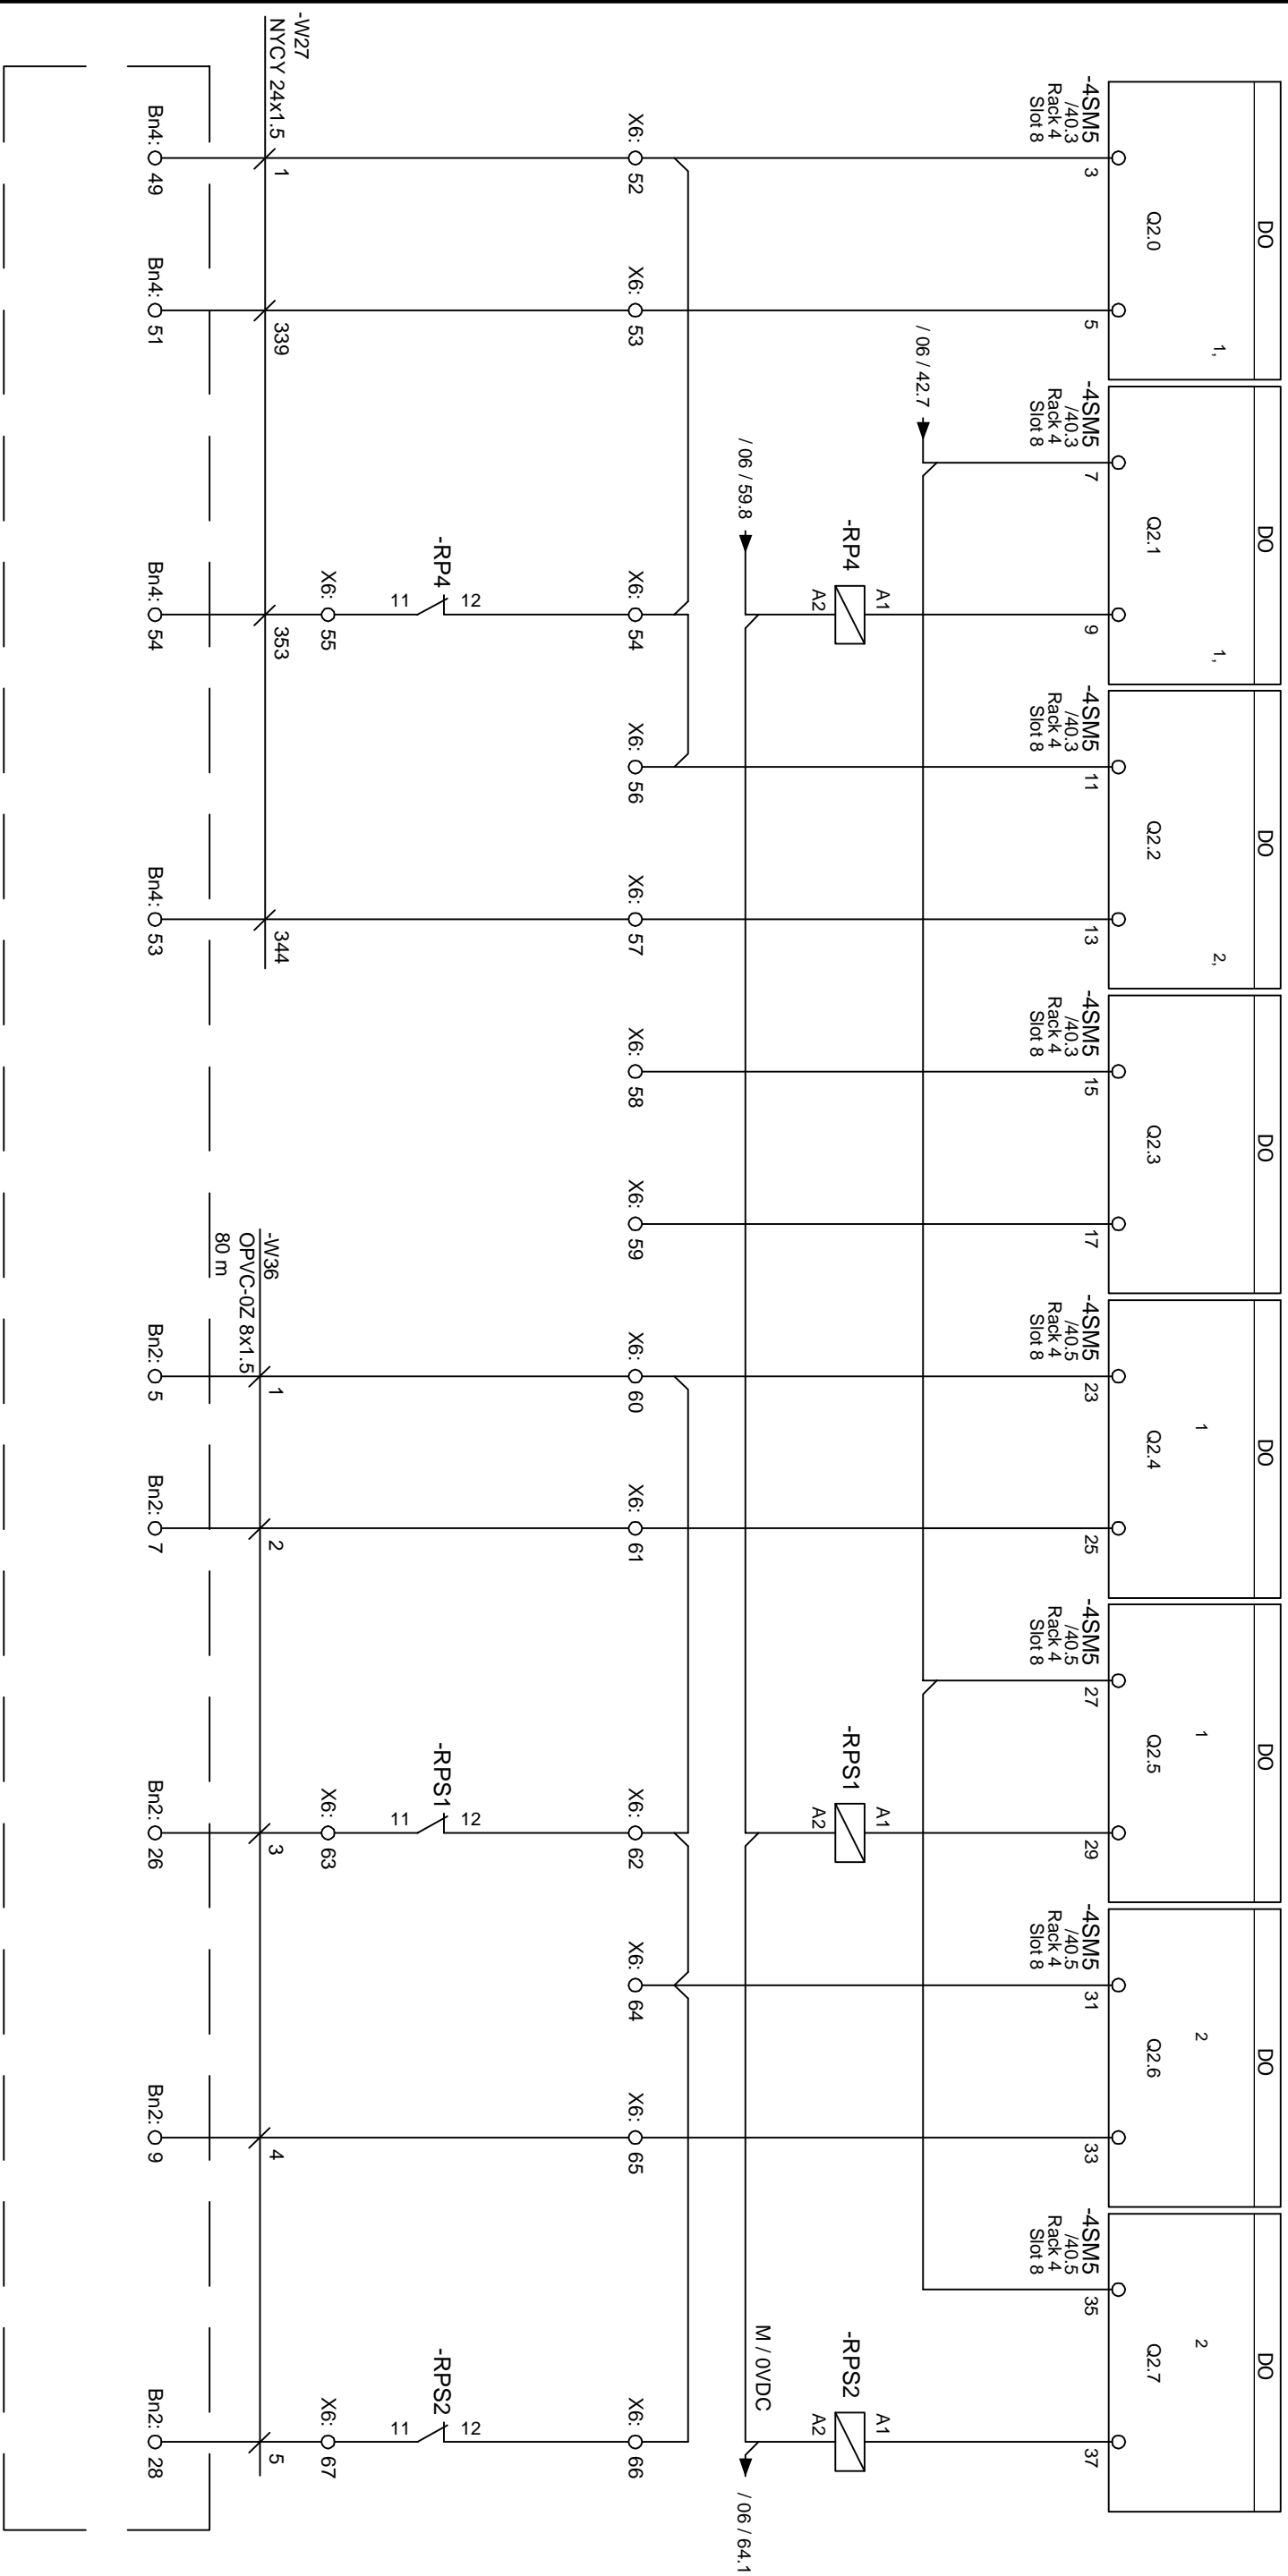 DO
DO
DO
DO
DO
DO
DO
DO
1,
1,
2,
1
1
2
2
Q2.0
Q2.1
Q2.2
Q2.3
Q2.4
Q2.5
Q2.6
Q2.7
-4SM5
/40.3
Rack 4
Slot 8
3
5
-4SM5
/40.3
Rack 4
Slot 8
7
9
-4SM5
/40.3
Rack 4
Slot 8
11
13
-4SM5
/40.3
Rack 4
Slot 8
15
17
-4SM5
/40.5
Rack 4
Slot 8
23
25
-4SM5
/40.5
Rack 4
Slot 8
27
29
-4SM5
/40.5
Rack 4
Slot 8
31
33
-4SM5
/40.5
Rack 4
Slot 8
35
37
/ 06 / 42.7
-RP4
A1
A2
-RPS1
A1
A2
-RPS2
A1
A2
/ 06 / 59.8
M / 0VDC
/ 06 / 64.1
X6: 52
X6: 53
X6: 54
X6: 56
X6: 57
X6: 58
X6: 59
X6: 60
X6: 61
X6: 62
X6: 64
X6: 65
X6: 66
-RP4
12
11
-RPS1
12
11
-RPS2
12
11
X6: 55
X6: 63
X6: 67
-W27
NYCY 24x1.5
1
339
353
344
-W36
OPVC-0Z 8x1.5
80 m
1
2
3
4
5
Bn4: 49
Bn4: 51
Bn4: 54
Bn4: 53
Bn2: 5
Bn2: 7
Bn2: 26
Bn2: 9
Bn2: 28